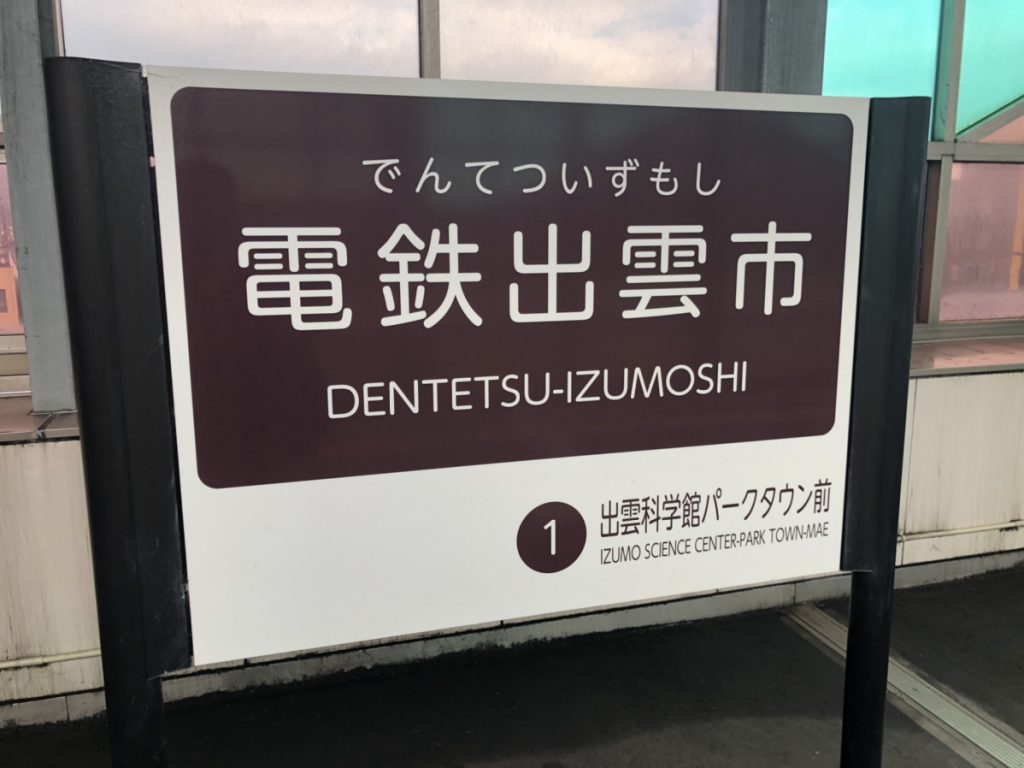 でんてついずもし
電鉄出雲市
DENTETSU-IZUMOSHI
1
出雲科学館パークタウン前
IZUMO SCIENCE CENTER-PARK TOWN-MAE